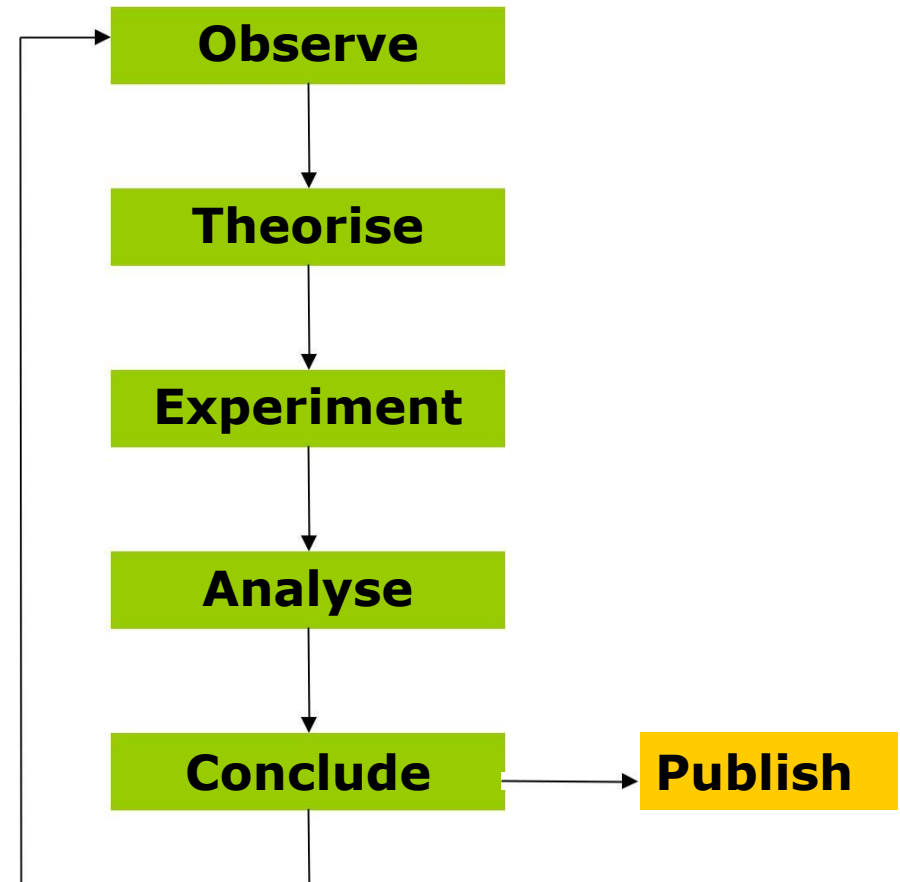 Observe
Theorise
Experiment
Analyse
Conclude
Publish